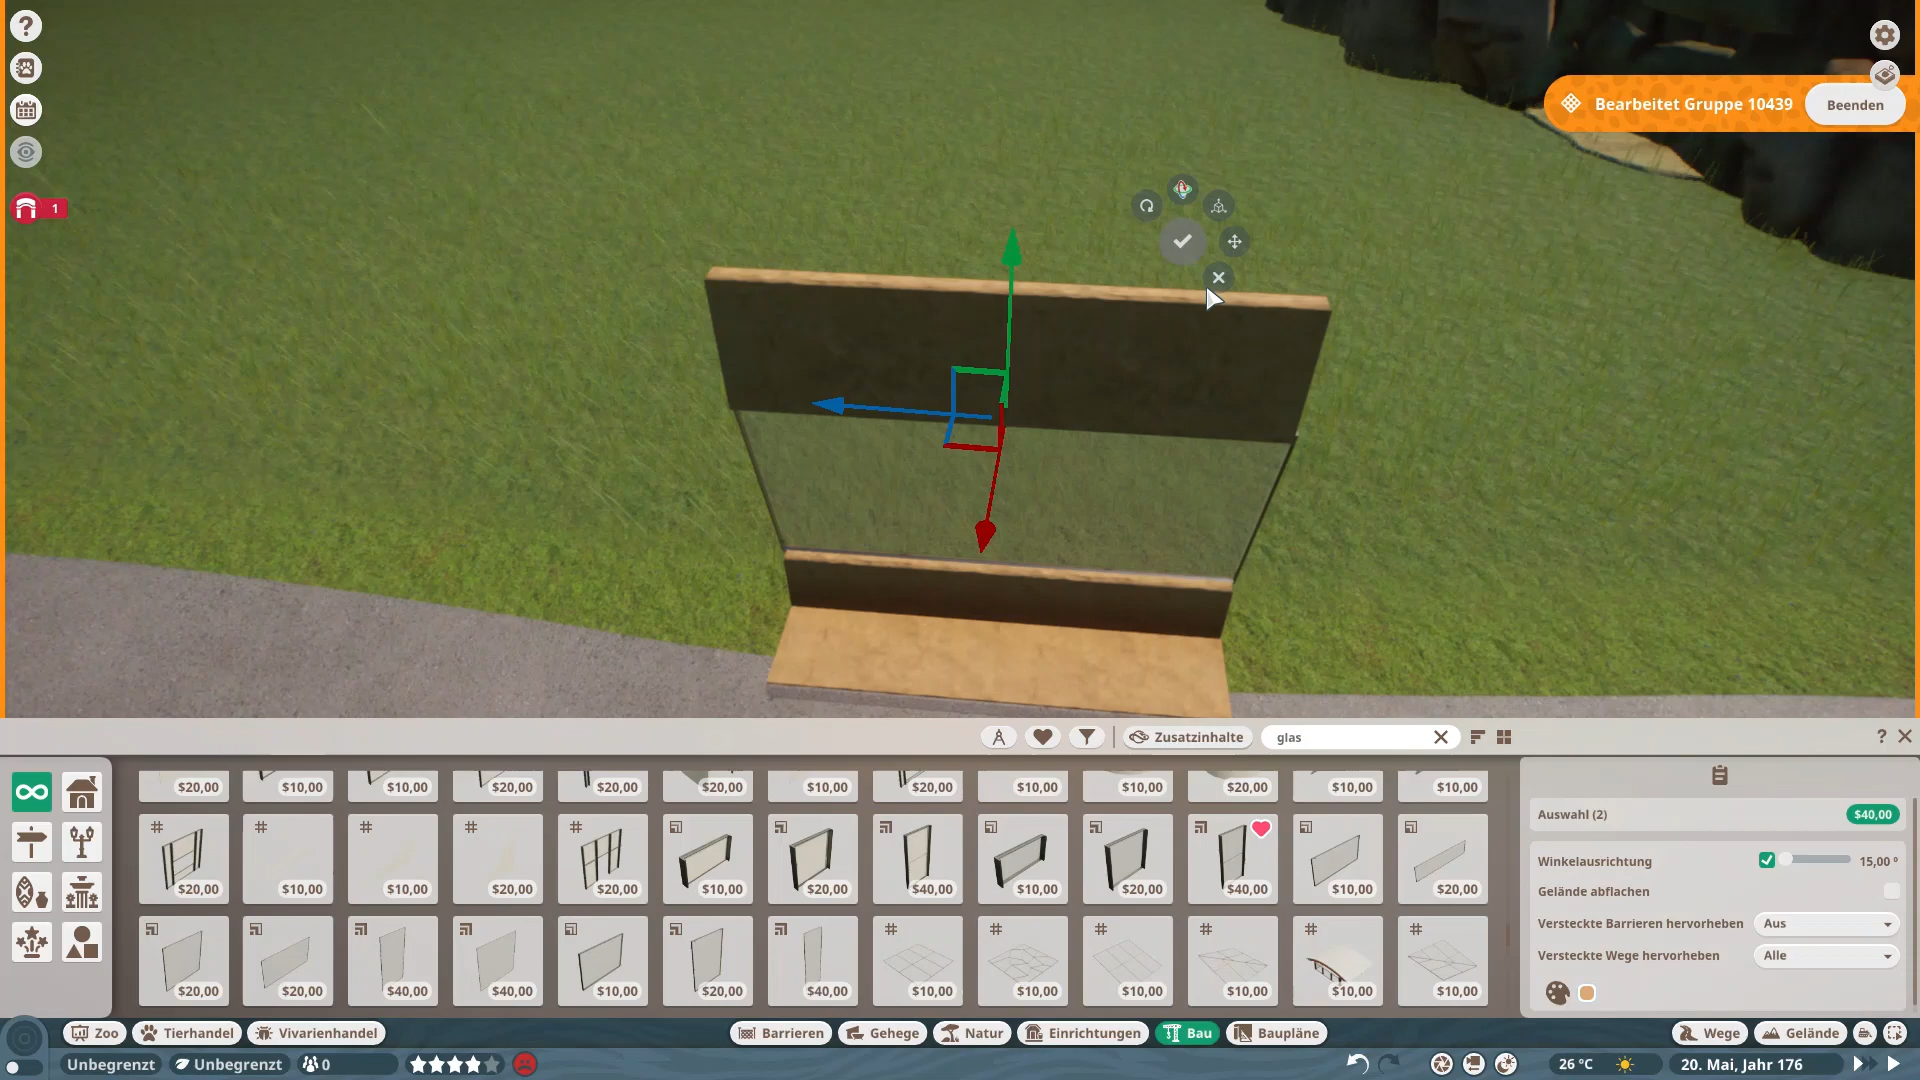 Bearbeitet Gruppe 10439
Beenden
1
Zusatzinhalte
glas
?
$20,00 $10,00 $10,00 $20,00 $20,00 $20,00 $10,00 $20,00 $10,00 $10,00 $20,00 $10,00 $10,00
$20,00 $10,00 $10,00 $20,00 $20,00 $10,00 $20,00 $40,00 $10,00 $20,00 $40,00 $10,00 $20,00
$20,00 $20,00 $40,00 $40,00 $10,00 $20,00 $40,00 $10,00 $10,00 $10,00 $10,00 $10,00 $10,00
Auswahl (2)
$40,00
Winkelausrichtung
15,00 °
Gelände abflachen
Versteckte Barrieren hervorheben
Aus
Versteckte Wege hervorheben
Alle
Zoo
Tierhandel
Vivarienhandel
Barrieren
Gehege
Natur
Einrichtungen
Bau
Baupläne
Wege
Gelände
Unbegrenzt
Unbegrenzt
0
26 °C
20. Mai, Jahr 176